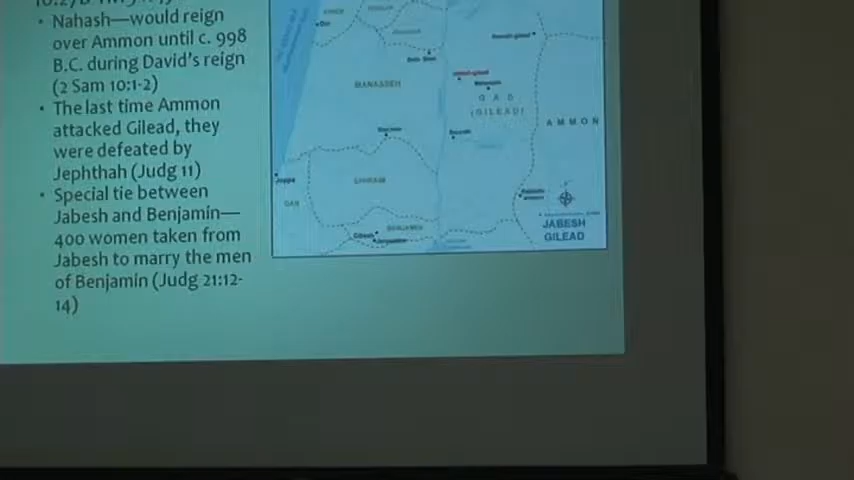 • Nahash—would reign
over Ammon until c. 998
B.C. during David's reign
(2 Sam 10:1-2)
• The last time Ammon
attacked Gilead, they
were defeated by
Jephthah (Judg 11)
• Special tie between
Jabesh and Benjamin—
400 women taken from
Jabesh to marry the men
of Benjamin (Judg 21:12-
14)
MANASSEH
G A D
(GILEAD)
AMMON
EPHRAIM
Joppa
DAN
BENJAMIN
Gibeah
Jerusalem
JABESH
GILEAD